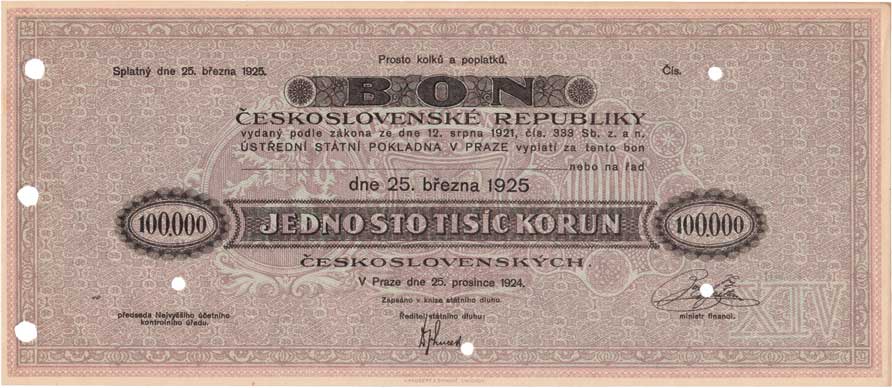 Prosto kolků a poplatků.
Splatný dne 25. března 1925.
Čís.
BON
ČESKOSLOVENSKÉ REPUBLIKY
vydaný podle zákona ze dne 12. srpna 1921, čís. 333 Sb. z. a n.
ÚSTŘEDNÍ STÁTNÍ POKLADNA V PRAZE vyplatí za tento bon
nebo na řad
dne 25. března 1925
100.000 JEDNO STO TISÍC KORUN 100.000
ČESKOSLOVENSKÝCH.
V Praze dne 25. prosince 1924.
Zapsáno v knize státního dluhu.
předseda Nejvyššího účetního
kontrolního úřadu.
Ředitel státního dluhu:
ministr financí.
XIV